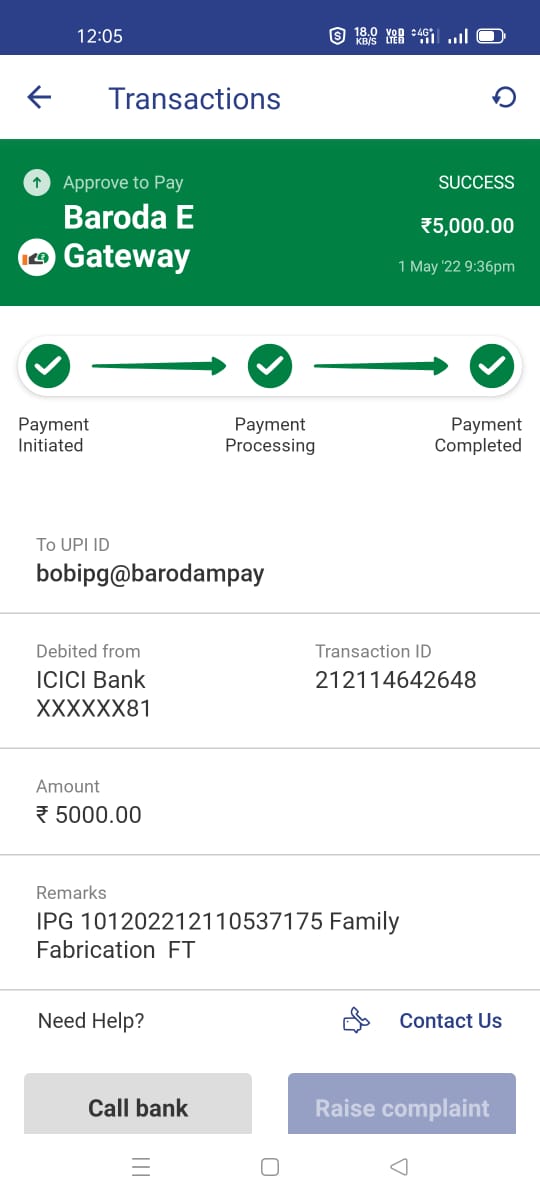 12:05
18.0 KB/S
VoD LTED 4G+
Transactions
Approve to Pay
SUCCESS
Baroda E
Gateway
₹5,000.00
1 May '22 9:36pm
Payment Initiated
Payment Processing
Payment Completed
To UPI ID
bobipg@barodampay
Debited from
Transaction ID
ICICI Bank
212114642648
XXXXXX81
Amount
₹ 5000.00
Remarks
IPG 101202212110537175 Family
Fabrication  FT
Need Help?
Contact Us
Call bank
Raise complaint